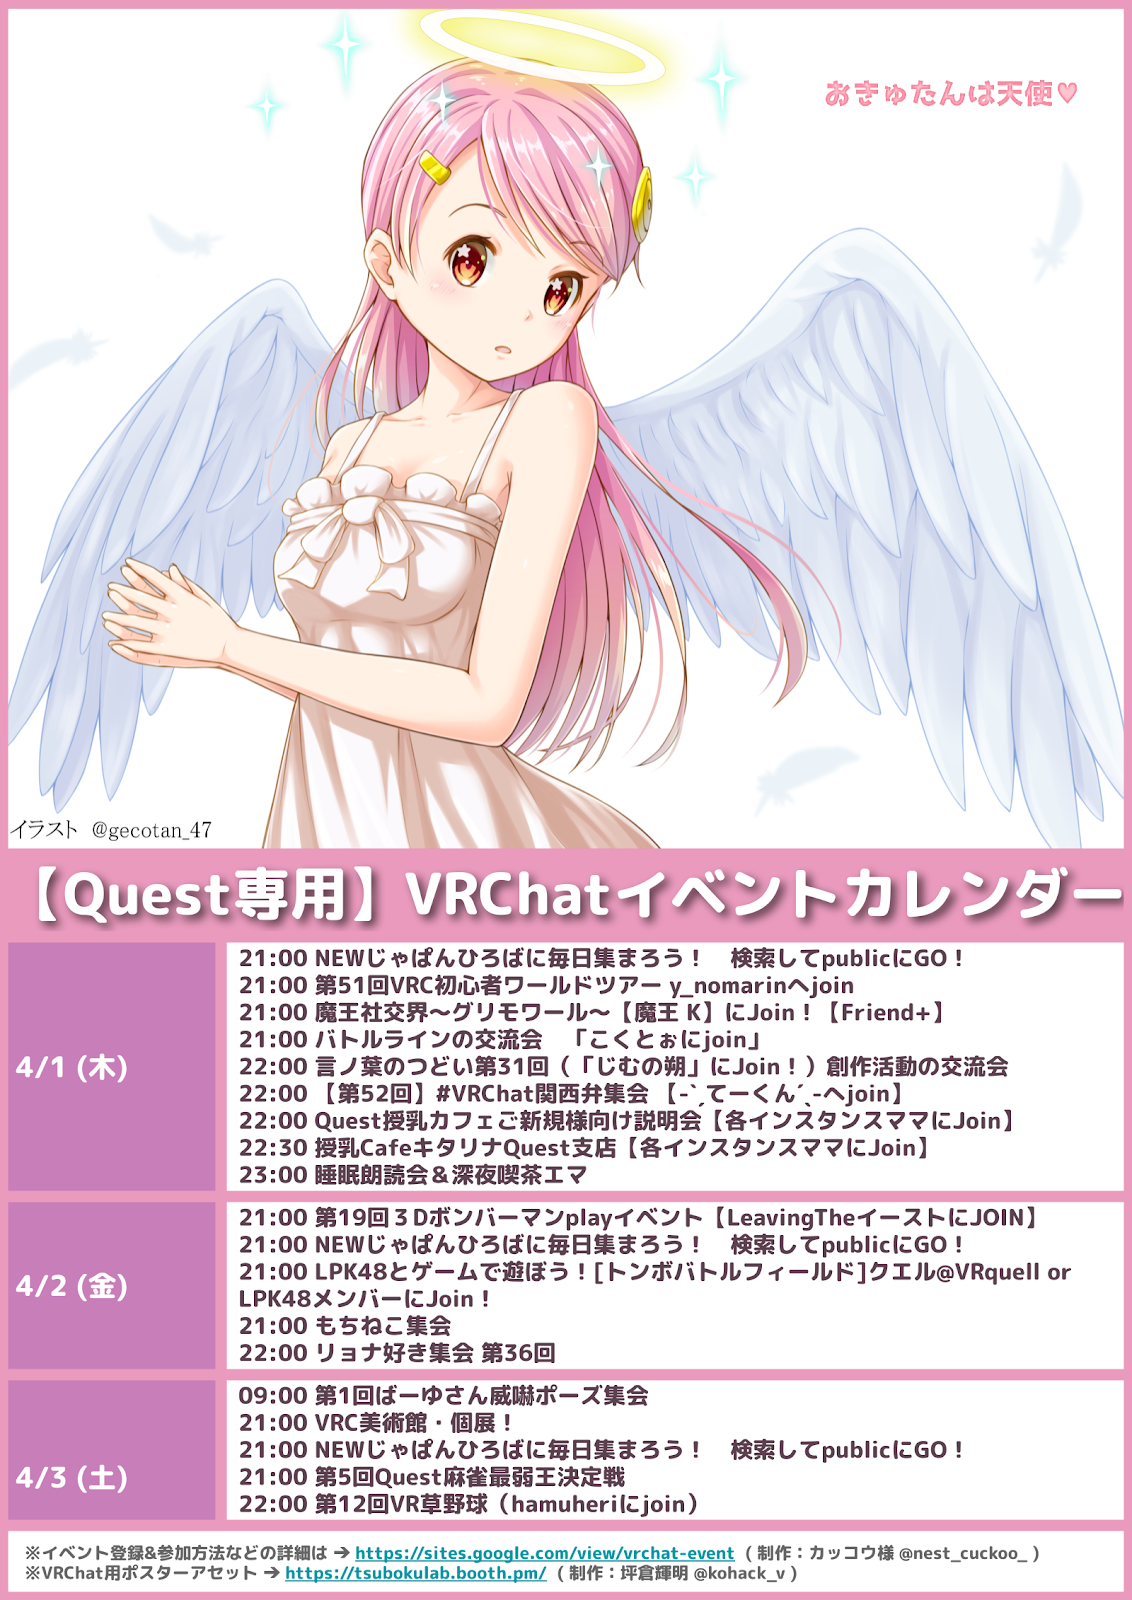 おきゅたんは天使♥
イラスト @gecotan_47
【Quest専用】VRChatイベントカレンダー
4/1 (木)
21:00 NEWじゃぱんひろばに毎日集まろう！　検索してpublicにGO！
21:00 第51回VRC初心者ワールドツアー y_nomarinへjoin
21:00 魔王社交界～グリモワール～【魔王 K】にJoin！【Friend+】
21:00 バトルラインの交流会　「こくとぉにjoin」
22:00 言ノ葉のつどい第31回（「じむの朔」にJoin！）創作活動の交流会
22:00 【第52回】#VRChat関西弁集会 【-`ˏてーくん´ˎ-へjoin】
22:00 Quest授乳カフェご新規様向け説明会【各インスタンスママにJoin】
22:30 授乳CafeキタリナQuest支店【各インスタンスママにJoin】
23:00 睡眠朗読会＆深夜喫茶エマ
4/2 (金)
21:00 第19回３Dボンバーマンplayイベント【LeavingTheイーストにJOIN】
21:00 NEWじゃぱんひろばに毎日集まろう！　検索してpublicにGO！
21:00 LPK48とゲームで遊ぼう！[トンボバトルフィールド]クエル@VRquell or
LPK48メンバーにJoin！
21:00 もちねこ集会
22:00 リョナ好き集会 第36回
4/3 (土)
09:00 第1回ばーゆさん威嚇ポーズ集会
21:00 VRC美術館・個展！
21:00 NEWじゃぱんひろばに毎日集まろう！　検索してpublicにGO！
21:00 第5回Quest麻雀最弱王決定戦
22:00 第12回VR草野球（hamuheriにjoin）
※イベント登録&参加方法などの詳細は → https://sites.google.com/view/vrchat-event ( 制作：カッコウ様 @nest_cuckoo_ )
※VRChat用ポスターアセット → https://tsubokulab.booth.pm/ ( 制作：坪倉輝明 @kohack_v )